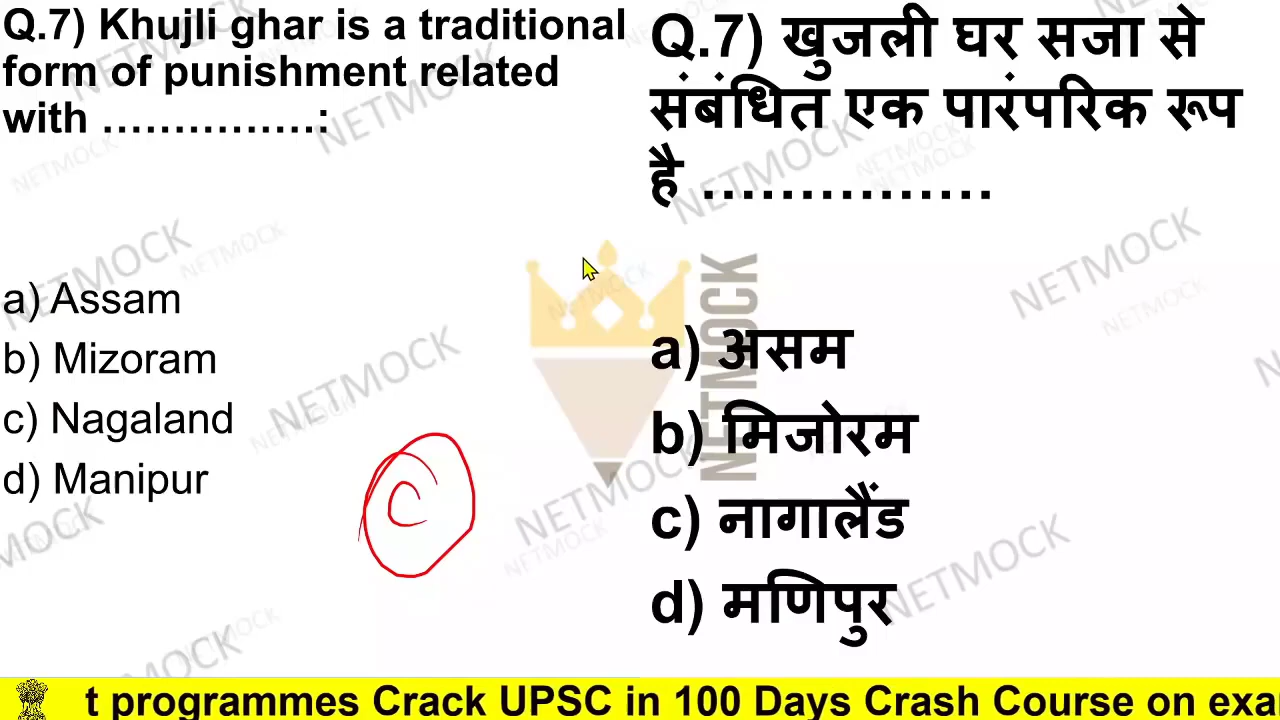 Q.7) Khujli ghar is a traditional
form of punishment related
with ...............:
a) Assam
b) Mizoram
c) Nagaland
d) Manipur
C
Q.7) खुजली घर सजा से
संबंधित एक पारंपरिक रूप
है ...............
a) असम
b) मिजोरम
c) नागालैंड
d) मणिपुर
NETMOCK
t programmes Crack UPSC in 100 Days Crash Course on exa